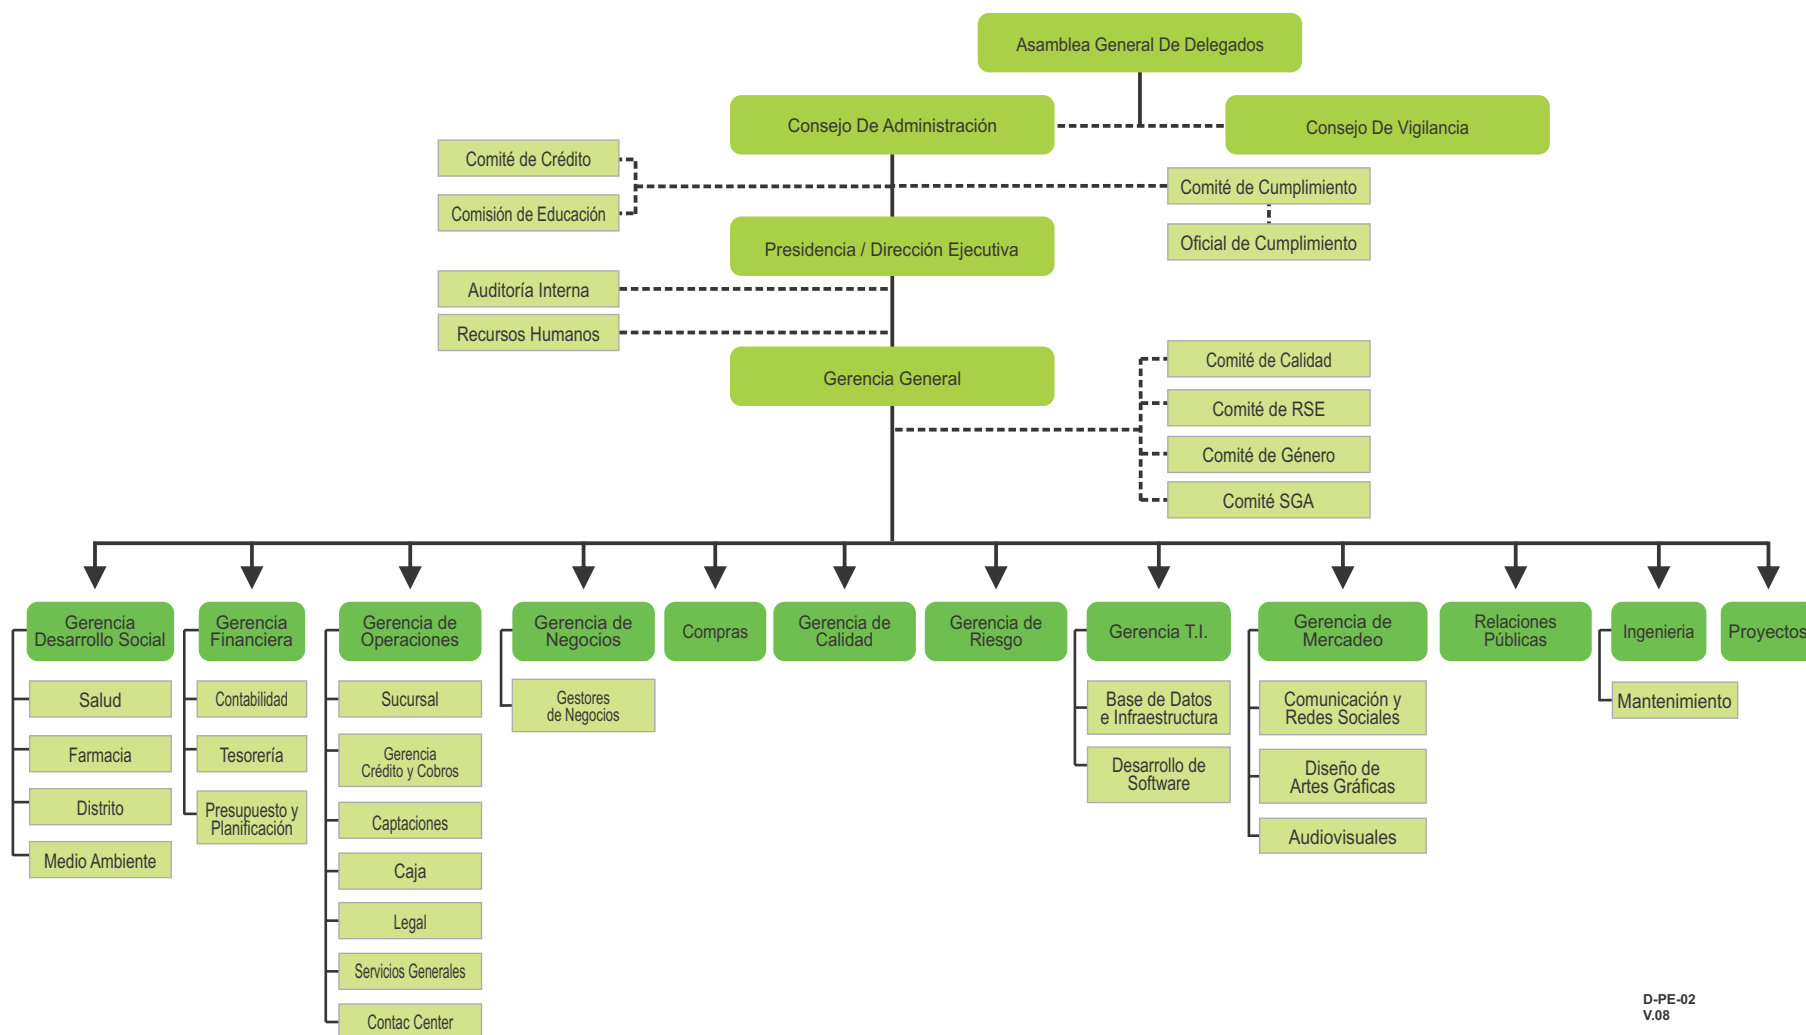 Asamblea General De Delegados
Consejo De Administración
Consejo De Vigilancia
Comité de Crédito
Comisión de Educación
Comité de Cumplimiento
Oficial de Cumplimiento
Presidencia / Dirección Ejecutiva
Auditoría Interna
Recursos Humanos
Gerencia General
Comité de Calidad
Comité de RSE
Comité de Género
Comité SGA
Gerencia
Desarrollo Social
Salud
Farmacia
Distrito
Medio Ambiente
Gerencia
Financiera
Contabilidad
Tesorería
Presupuesto y
Planificación
Gerencia de
Operaciones
Sucursal
Gerencia
Crédito y Cobros
Captaciones
Caja
Legal
Servicios Generales
Contac Center
Gerencia de
Negocios
Gestores
de Negocios
Compras
Gerencia de
Calidad
Gerencia de
Riesgo
Gerencia T.I.
Base de Datos
e Infraestructura
Desarrollo de
Software
Gerencia de
Mercadeo
Comunicación y
Redes Sociales
Diseño de
Artes Gráficas
Audiovisuales
Relaciones
Públicas
Ingenieria
Mantenimiento
Proyectos
D-PE-02
V.08